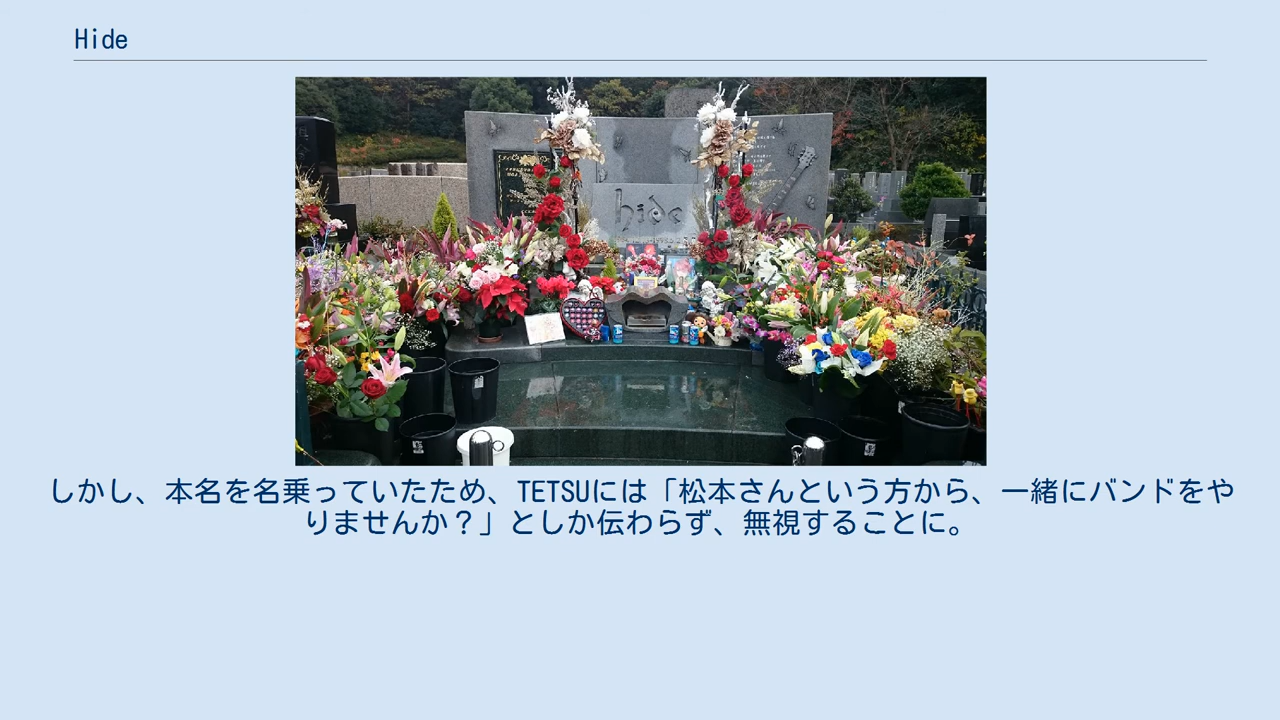 Hide
hide
しかし、本名を名乗っていたため、TETSUには「松本さんという方から、一緒にバンドをや
りませんか？」としか伝わらず、無視することに。